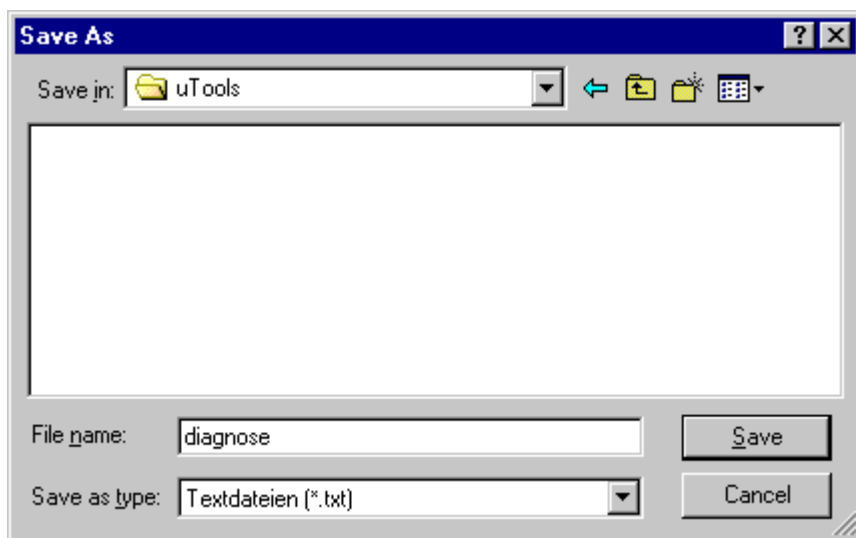 Save As
Save in: uTools
File name: diagnose Save
Save as type: Textdateien (*.txt) Cancel